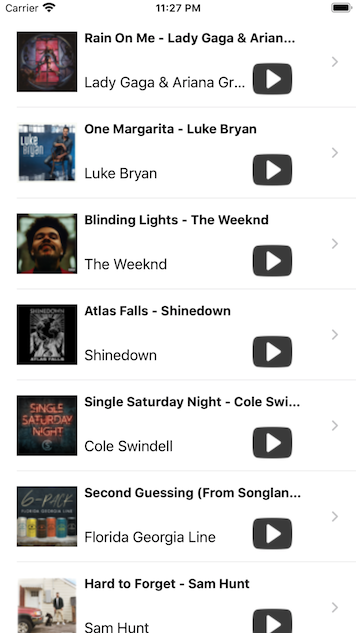 Carrier 11:27 PM
Rain On Me - Lady Gaga & Arian...
Lady Gaga & Ariana Gr...
One Margarita - Luke Bryan
Luke Bryan
Luke Bryan
Blinding Lights - The Weeknd
The Weeknd
SHINEDOWN
ATLAS FALLS
Atlas Falls - Shinedown
Shinedown
SINGLE
SATURDAY
NIGHT
Single Saturday Night - Cole Swi...
Cole Swindell
6-PACK
FLORIDA GEORGIA LINE
Second Guessing (From Songlan...
Florida Georgia Line
Hard to Forget - Sam Hunt
Sam Hunt